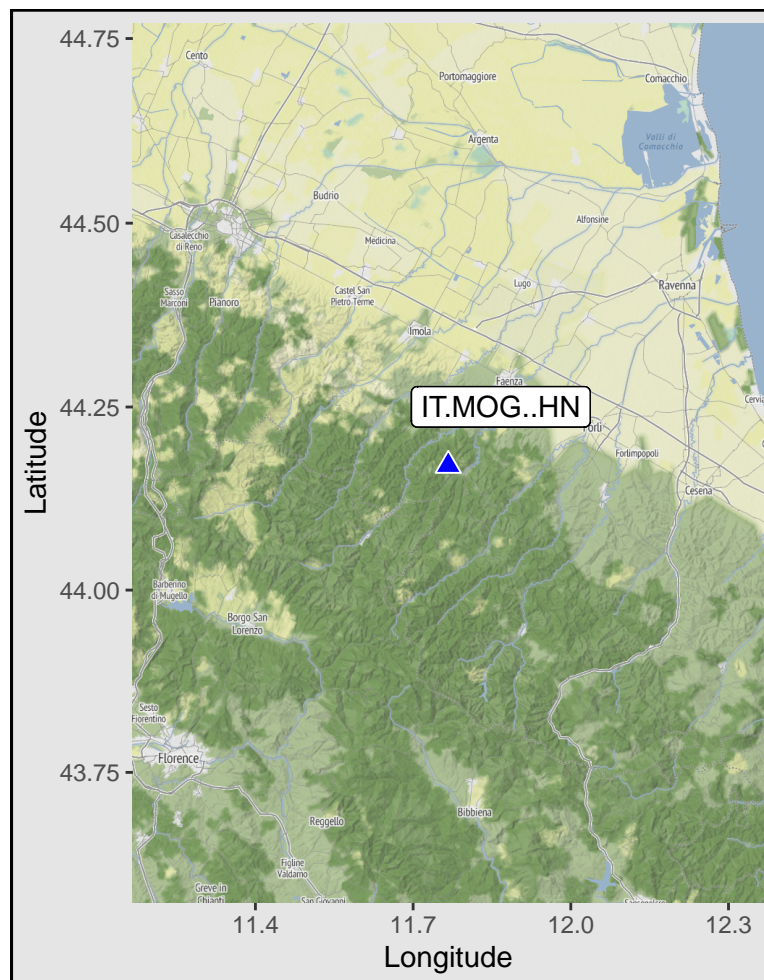 44.75
44.50
44.25
44.00
43.75
Latitude
Cento
Portomaggiore
Comacchio
Valli di
Comacchio
Argenta
Budrio
Alfonsine
Casalecchio
di Reno
Medicina
Sasso
Marconi
Pianoro
Castel San
Pietro Terme
Lugo
Ravenna
Imola
Faenza
IT.MOG..HN
Forlì
Forlimpopoli
Cesena
Barberino
di Mugello
Borgo San
Lorenzo
Sesto
Fiorentino
Florence
Reggello
Bibbiena
Figline
Valdarno
Greve in
Chianti
San Giovanni
11.4
11.7
12.0
12.3
Longitude